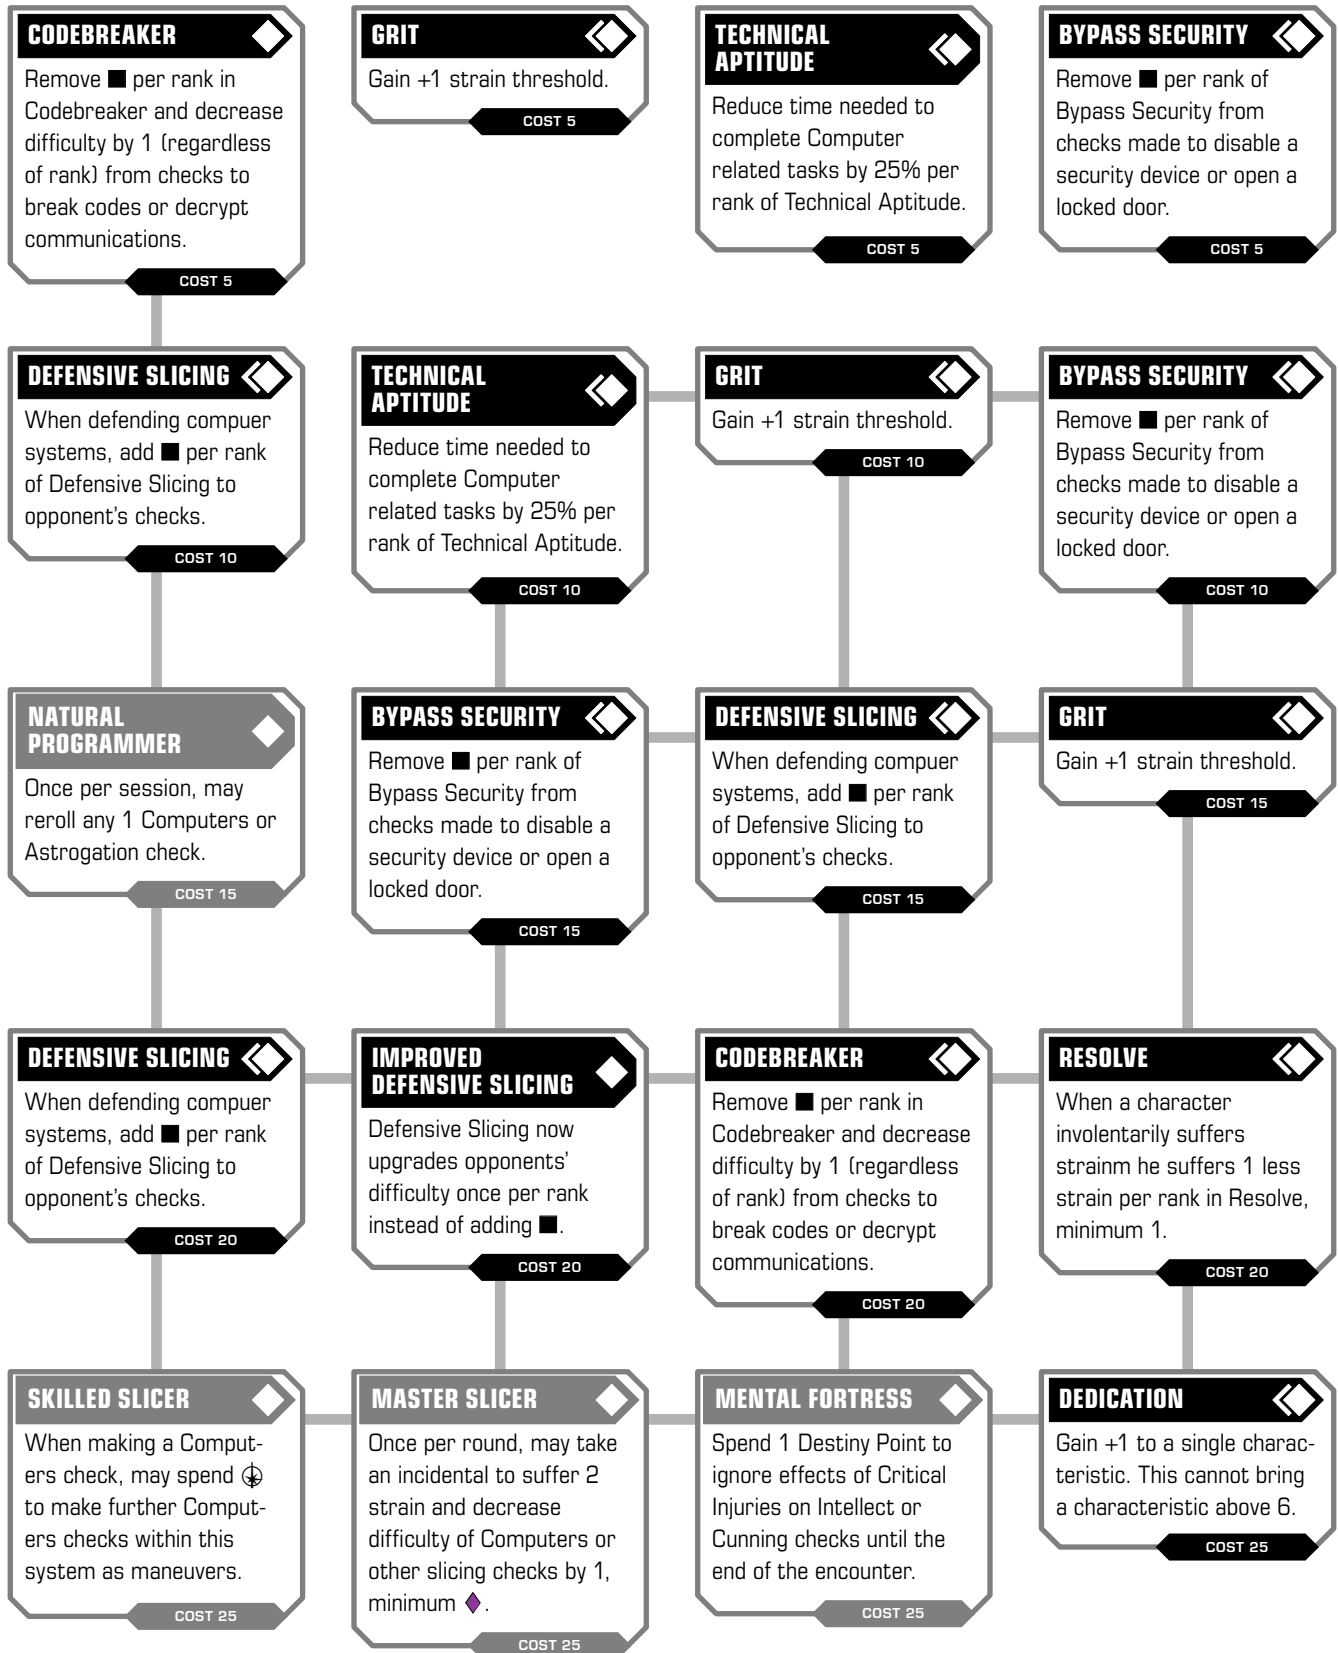 CODEBREAKER
Remove ■ per rank in
Codebreaker and decrease
difficulty by 1 (regardless
of rank) from checks to
break codes or decrypt
communications.
COST 5
GRIT
Gain +1 strain threshold.
COST 5
TECHNICAL
APTITUDE
Reduce time needed to
complete Computer
related tasks by 25% per
rank of Technical Aptitude.
COST 5
BYPASS SECURITY
Remove ■ per rank of
Bypass Security from
checks made to disable a
security device or open a
locked door.
COST 5
DEFENSIVE SLICING
When defending compuer
systems, add ■ per rank
of Defensive Slicing to
opponent's checks.
COST 10
TECHNICAL
APTITUDE
Reduce time needed to
complete Computer
related tasks by 25% per
rank of Technical Aptitude.
COST 10
GRIT
Gain +1 strain threshold.
COST 10
BYPASS SECURITY
Remove ■ per rank of
Bypass Security from
checks made to disable a
security device or open a
locked door.
COST 10
NATURAL
PROGRAMMER
Once per session, may
reroll any 1 Computers or
Astrogation check.
COST 15
BYPASS SECURITY
Remove ■ per rank of
Bypass Security from
checks made to disable a
security device or open a
locked door.
COST 15
DEFENSIVE SLICING
When defending compuer
systems, add ■ per rank
of Defensive Slicing to
opponent's checks.
COST 15
GRIT
Gain +1 strain threshold.
COST 15
DEFENSIVE SLICING
When defending compuer
systems, add ■ per rank
of Defensive Slicing to
opponent's checks.
COST 20
IMPROVED
DEFENSIVE SLICING
Defensive Slicing now
upgrades opponents'
difficulty once per rank
instead of adding ■.
COST 20
CODEBREAKER
Remove ■ per rank in
Codebreaker and decrease
difficulty by 1 (regardless
of rank) from checks to
break codes or decrypt
communications.
COST 20
RESOLVE
When a character
involentarily suffers
strainm he suffers 1 less
strain per rank in Resolve,
minimum 1.
COST 20
SKILLED SLICER
When making a Comput-
ers check, may spend
to make further Comput-
ers checks within this
system as maneuvers.
COST 25
MASTER SLICER
Once per round, may take
an incidental to suffer 2
strain and decrease
difficulty of Computers or
other slicing checks by 1,
minimum ♦.
COST 25
MENTAL FORTRESS
Spend 1 Destiny Point to
ignore effects of Critical
Injuries on Intellect or
Cunning checks until the
end of the encounter.
COST 25
DEDICATION
Gain +1 to a single charac-
teristic. This cannot bring
a characteristic above 6.
COST 25